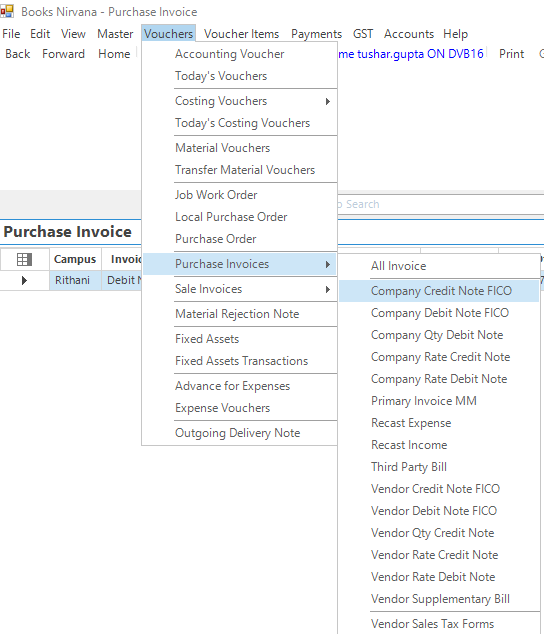 Books Nirvana - Purchase Invoice
File Edit View Master Vouchers Voucher Items Payments GST Accounts Help
Back Forward Home me tushar.gupta ON DVB16 Print
Accounting Voucher
Today's Vouchers
Costing Vouchers
Today's Costing Vouchers
Material Vouchers
Transfer Material Vouchers
Job Work Order
Local Purchase Order
Purchase Order
Purchase Invoices
Sale Invoices
Material Rejection Note
Fixed Assets
Fixed Assets Transactions
Advance for Expenses
Expense Vouchers
Outgoing Delivery Note
Search
Purchase Invoice
Campus Invoi
Rithani Debit N
All Invoice
Company Credit Note FICO
Company Debit Note FICO
Company Qty Debit Note
Company Rate Credit Note
Company Rate Debit Note
Primary Invoice MM
Recast Expense
Recast Income
Third Party Bill
Vendor Credit Note FICO
Vendor Debit Note FICO
Vendor Qty Credit Note
Vendor Rate Credit Note
Vendor Rate Debit Note
Vendor Supplementary Bill
Vendor Sales Tax Forms